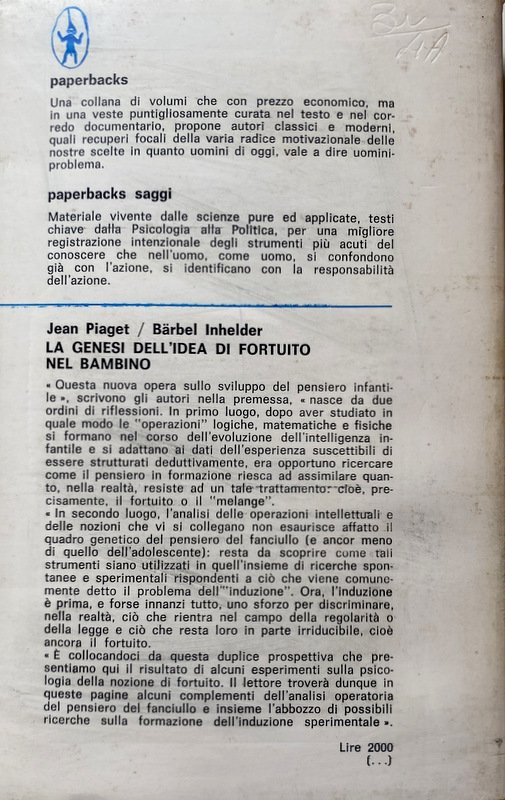 paperbacks
Una collana di volumi che con prezzo economico, ma
in una veste puntigliosamente curata nel testo e nel cor-
redo documentario, propone autori classici e moderni,
quali recuperi focali della varia radice motivazionale delle
nostre scelte in quanto uomini di oggi, vale a dire uomini-
problema.
paperbacks saggi
Materiale vivente dalle scienze pure ed applicate, testi
chiave dalla Psicologia alla Politica, per una migliore
registrazione intenzionale degli strumenti più acuti del
conoscere che nell'uomo, come uomo, si confondono
già con l'azione, si identificano con la responsabilità
dell'azione.
Jean Piaget / Bärbel Inhelder
LA GENESI DELL'IDEA DI FORTUITO
NEL BAMBINO
« Questa nuova opera sullo sviluppo del pensiero infanti-
le », scrivono gli autori nella premessa, « nasce da due
ordini di riflessioni. In primo luogo, dopo aver studiato in
quale modo le "operazioni" logiche, matematiche e fisiche
si formano nel corso dell'evoluzione dell'intelligenza in-
fantile e si adattano ai dati dell'esperienza suscettibili di
essere strutturati deduttivamente, era opportuno ricercare
come il pensiero in formazione riesca ad assimilare quan-
to, nella realtà, resiste ad un tale trattamento: cioè, pre-
cisamente, il fortuito o il "melange".
« In secondo luogo, l'analisi delle operazioni intellettuali e
delle nozioni che vi si collegano non esaurisce affatto il
quadro genetico del pensiero del fanciullo (e ancor meno
di quello dell'adolescente): resta da scoprire come tali
strumenti siano utilizzati in quell'insieme di ricerche spon-
tanee e sperimentali rispondenti a ciò che viene comune-
mente detto il problema dell'"induzione". Ora, l'induzione
è prima, e forse innanzi tutto, uno sforzo per discriminare,
nella realtà, ciò che rientra nel campo della regolarità o
della legge e ciò che resta loro in parte irriducibile, cioè
ancora il fortuito.
« È collocandoci da questa duplice prospettiva che pre-
sentiamo qui il risultato di alcuni esperimenti sulla psico-
logia della nozione di fortuito. Il lettore troverà dunque in
queste pagine alcuni complementi dell'analisi operatoria
del pensiero del fanciullo e insieme l'abbozzo di possibili
ricerche sulla formazione dell'induzione sperimentale ».
Lire 2000
(...)